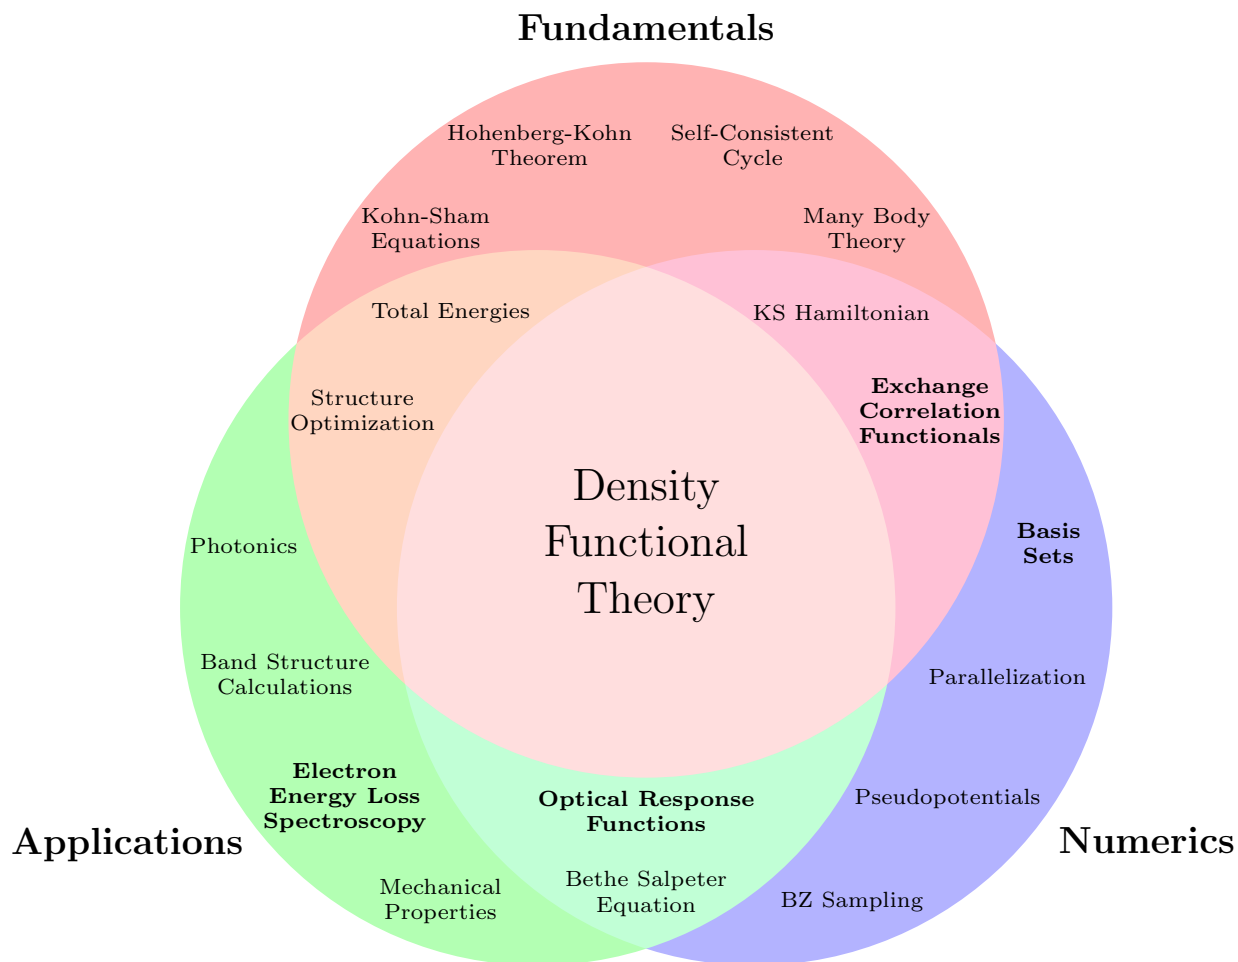 Fundamentals
Hohenberg-Kohn
Theorem
Self-Consistent
Cycle
Kohn-Sham
Equations
Many Body
Theory
Total Energies
KS Hamiltonian
Structure
Optimization
Exchange
Correlation
Functionals
Density
Functional
Theory
Photonics
Basis
Sets
Band Structure
Calculations
Parallelization
Electron
Energy Loss
Spectroscopy
Optical Response
Functions
Pseudopotentials
Applications
Numerics
Mechanical
Properties
Bethe Salpeter
Equation
BZ Sampling